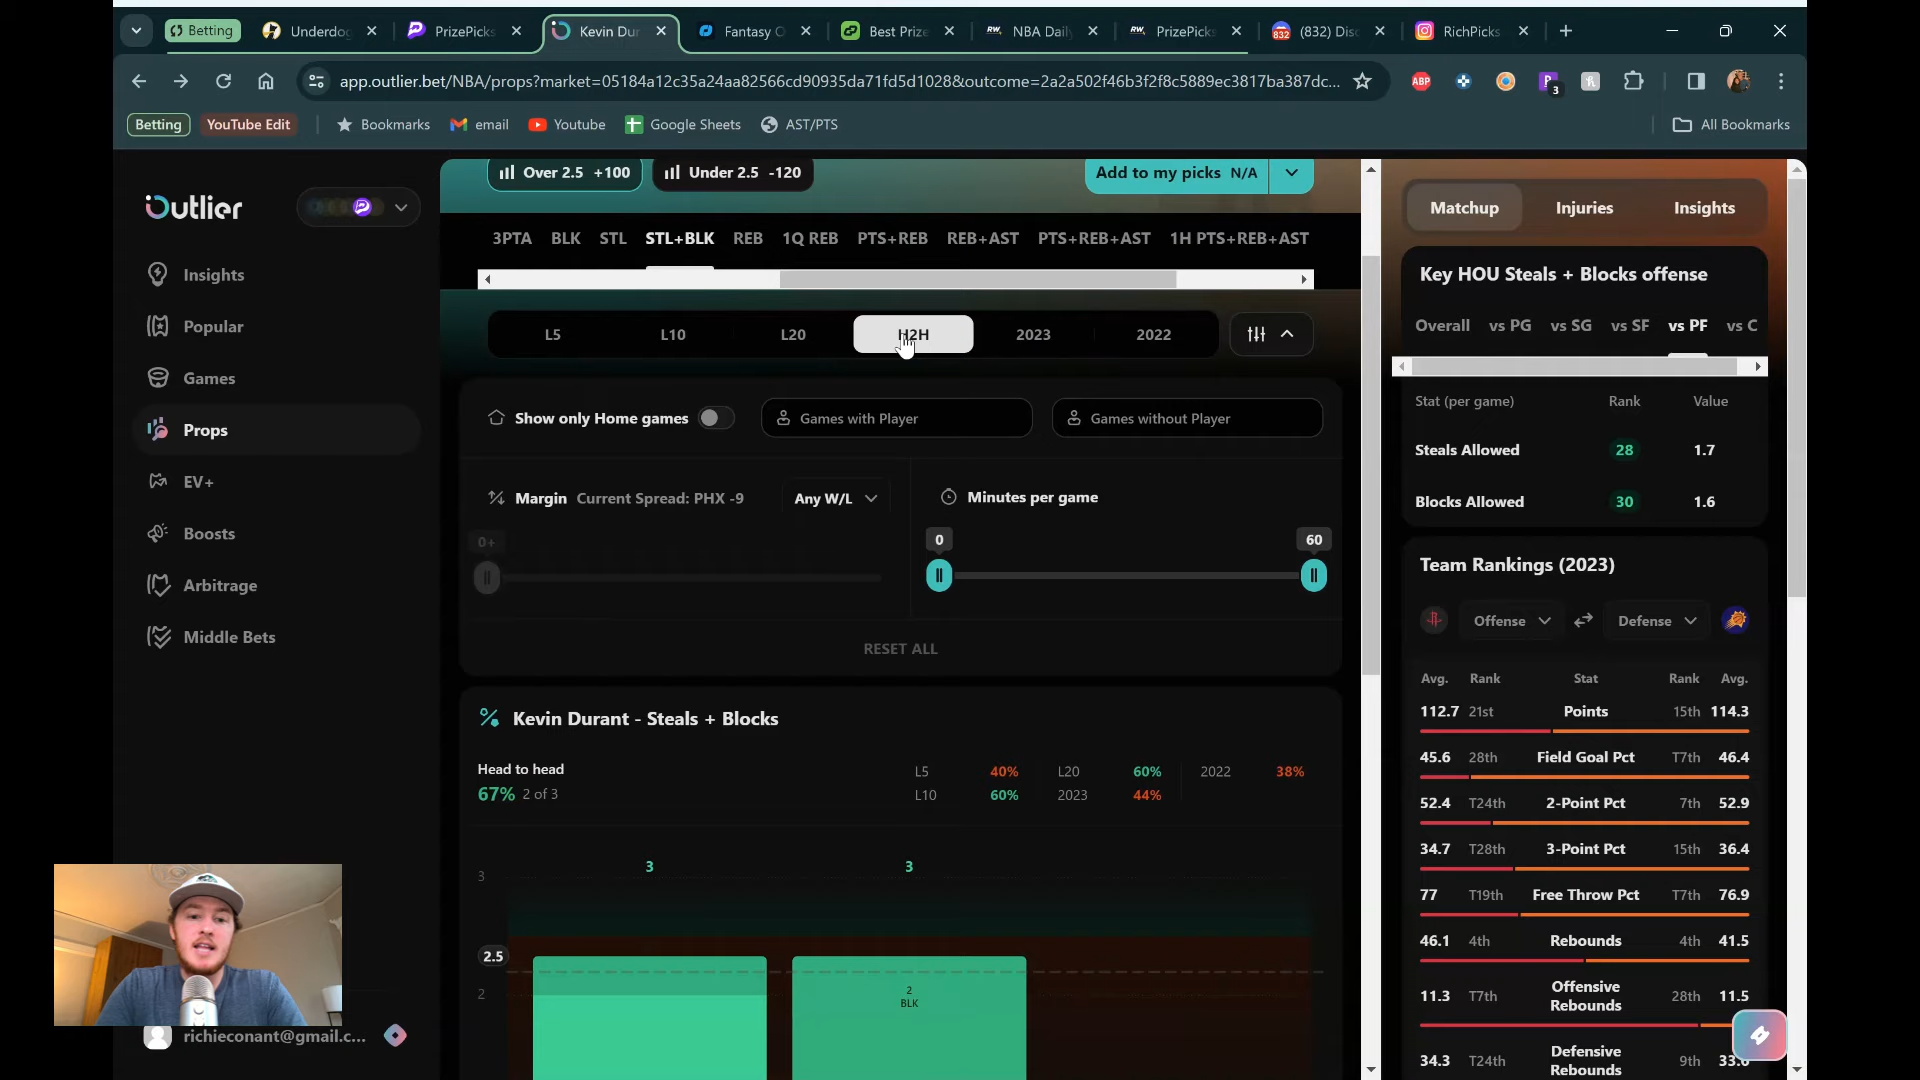 Betting
Underdo
PrizePicks
Kevin Dur
Fantasy O
Best Prize
RW
NBA Daily
RW
PrizePicks
832
(832) Disc
RichPicks
app.outlier.bet/NBA/props?market=05184a12c35a24aa82566cd90935da71fd5d1028&outcome=2a2a502f46b3f2f8c5889ec3817ba387dc...
ABP
3
Betting
YouTube Edit
Bookmarks
email
Youtube
Google Sheets
AST/PTS
All Bookmarks
Outlier
Insights
Popular
Games
Props
EV+
Boosts
Arbitrage
Middle Bets
richieconant@gmail.c...
Over 2.5 +100
Under 2.5 -120
Add to my picks N/A
3PTA BLK STL STL+BLK REB 1Q REB PTS+REB REB+AST PTS+REB+AST 1H PTS+REB+AST
L5 L10 L20 H2H 2023 2022
Show only Home games
Games with Player
Games without Player
Margin Current Spread: PHX -9
Any W/L
0+
Minutes per game
0 60
RESET ALL
Kevin Durant - Steals + Blocks
Head to head
67% 2 of 3
L5 40% L20 60% 2022 38%
L10 60% 2023 44%
3 3
3
2.5
2
2
BLK
Matchup Injuries Insights
Key HOU Steals + Blocks offense
Overall vs PG vs SG vs SF vs PF vs C
Stat (per game) Rank Value
Steals Allowed 28 1.7
Blocks Allowed 30 1.6
Team Rankings (2023)
Offense Defense
Avg. Rank Stat Rank Avg.
112.7 21st Points 15th 114.3
45.6 28th Field Goal Pct T7th 46.4
52.4 T24th 2-Point Pct 7th 52.9
34.7 T28th 3-Point Pct 15th 36.4
77 T19th Free Throw Pct T7th 76.9
46.1 4th Rebounds 4th 41.5
11.3 T7th Offensive Rebounds 28th 11.5
34.3 T24th Defensive Rebounds 9th